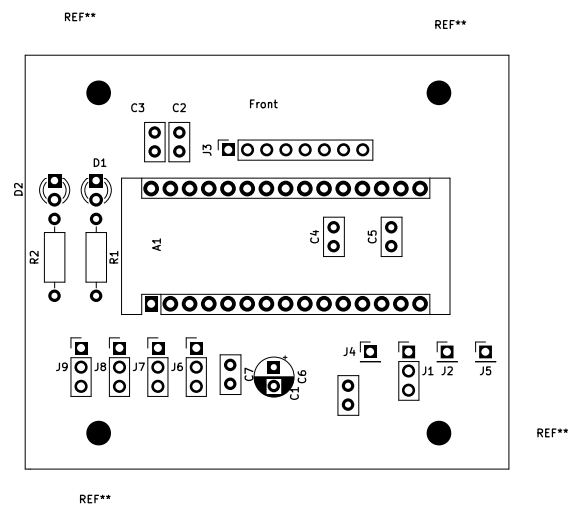 REF**
REF**
C3 C2
Front
J3
D1
D2
A1
C4
C5
R2
R1
J9
J8
J7
J6
C7
+
C6
C1
J4
J1
J2
J5
REF**
REF**